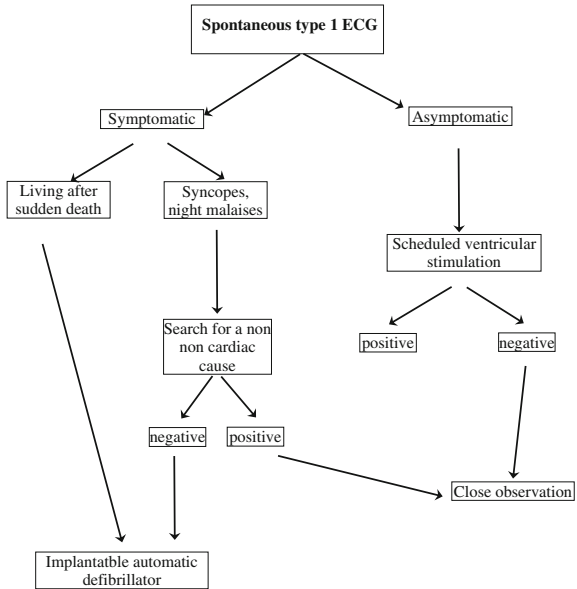 Spontaneous type 1 ECG
Symptomatic
Asymptomatic
Living after
sudden death
Syncopes,
night malaises
Scheduled ventricular
stimulation
Search for a non
non cardiac
cause
positive
negative
negative
positive
Close observation
Implantatble automatic
defibrillator